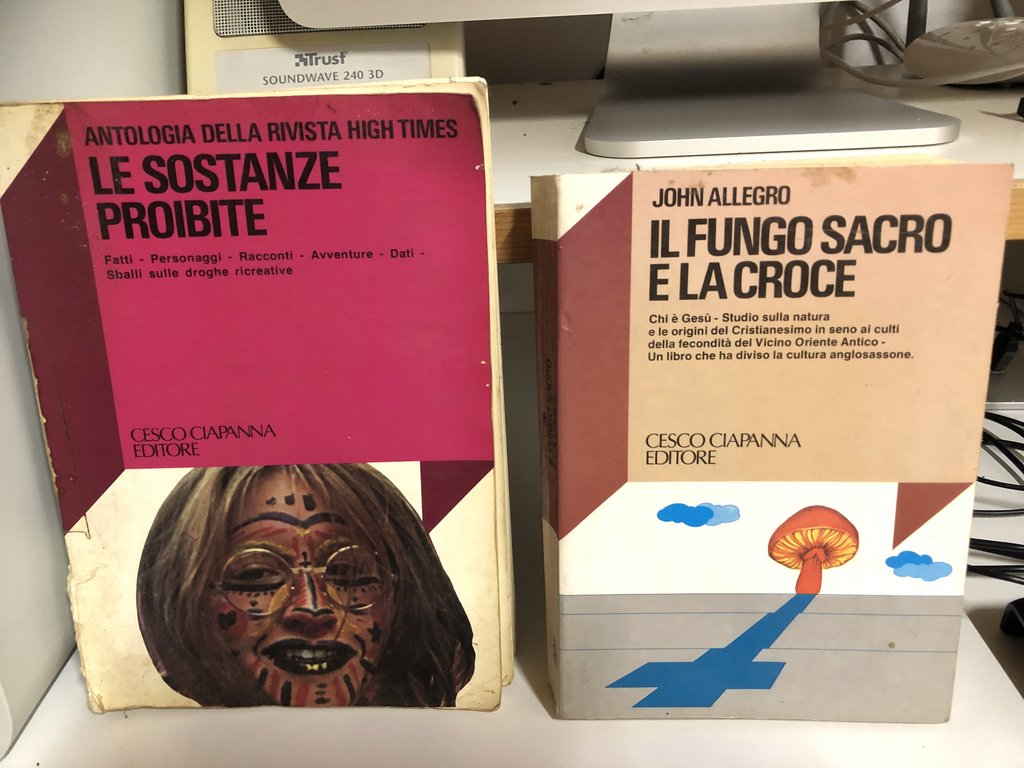 Trust
SOUNDWAVE 240 3D
ANTOLOGIA DELLA RIVISTA HIGH TIMES
LE SOSTANZE
PROIBITE
Fatti - Personaggi - Racconti - Avventure - Dati -
Sballi sulle droghe ricreative
CESCO CIAPANNA
EDITORE
JOHN ALLEGRO
IL FUNGO SACRO
E LA CROCE
Chi è Gesù - Studio sulla natura
e le origini del Cristianesimo in seno ai culti
della fecondità del Vicino Oriente Antico -
Un libro che ha diviso la cultura anglosassone.
CESCO CIAPANNA
EDITORE